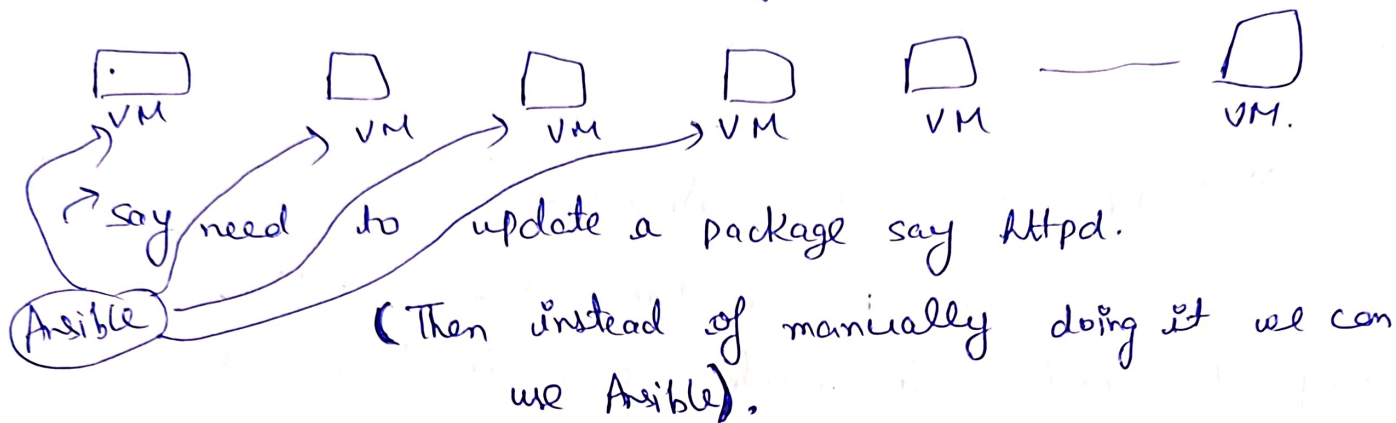 VM VM VM VM VM VM.
say need to update a package say httpd.
Ansible (Then instead of manually doing it we can
use Ansible).